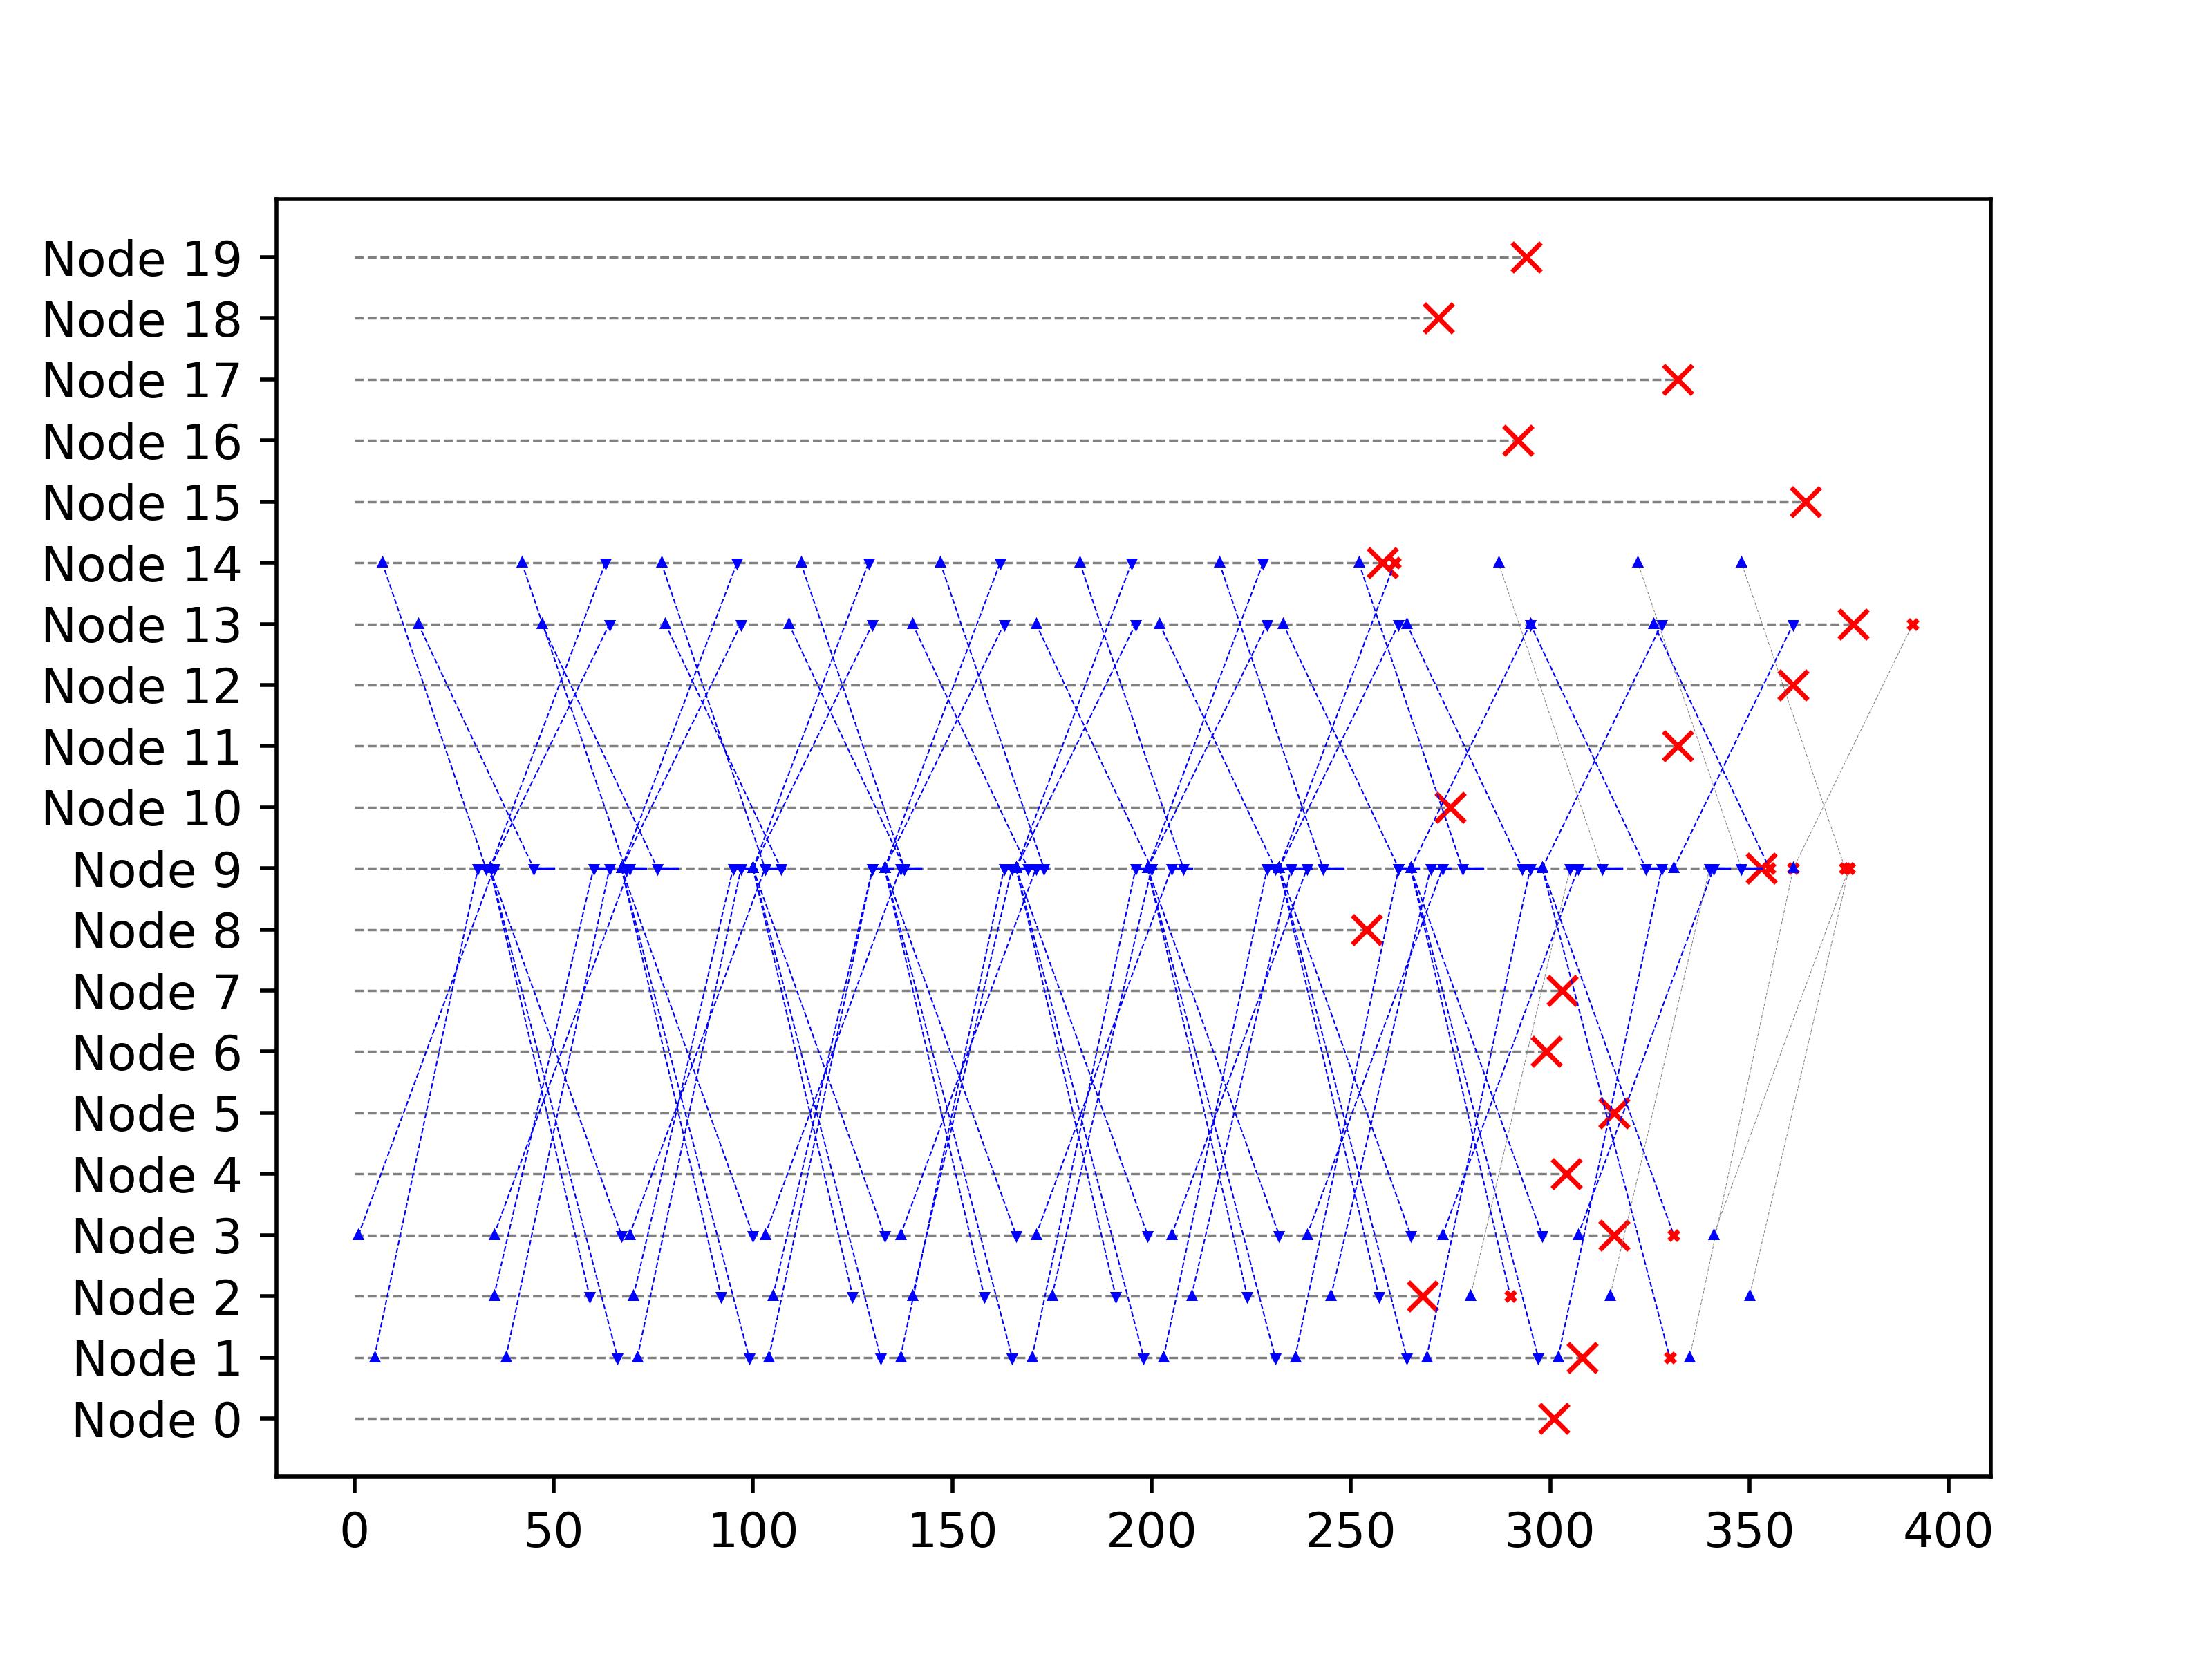 Node 19
Node 18
Node 17
Node 16
Node 15
Node 14
Node 13
Node 12
Node 11
Node 10
Node 9
Node 8
Node 7
Node 6
Node 5
Node 4
Node 3
Node 2
Node 1
Node 0
0 50 100 150 200 250 300 350 400